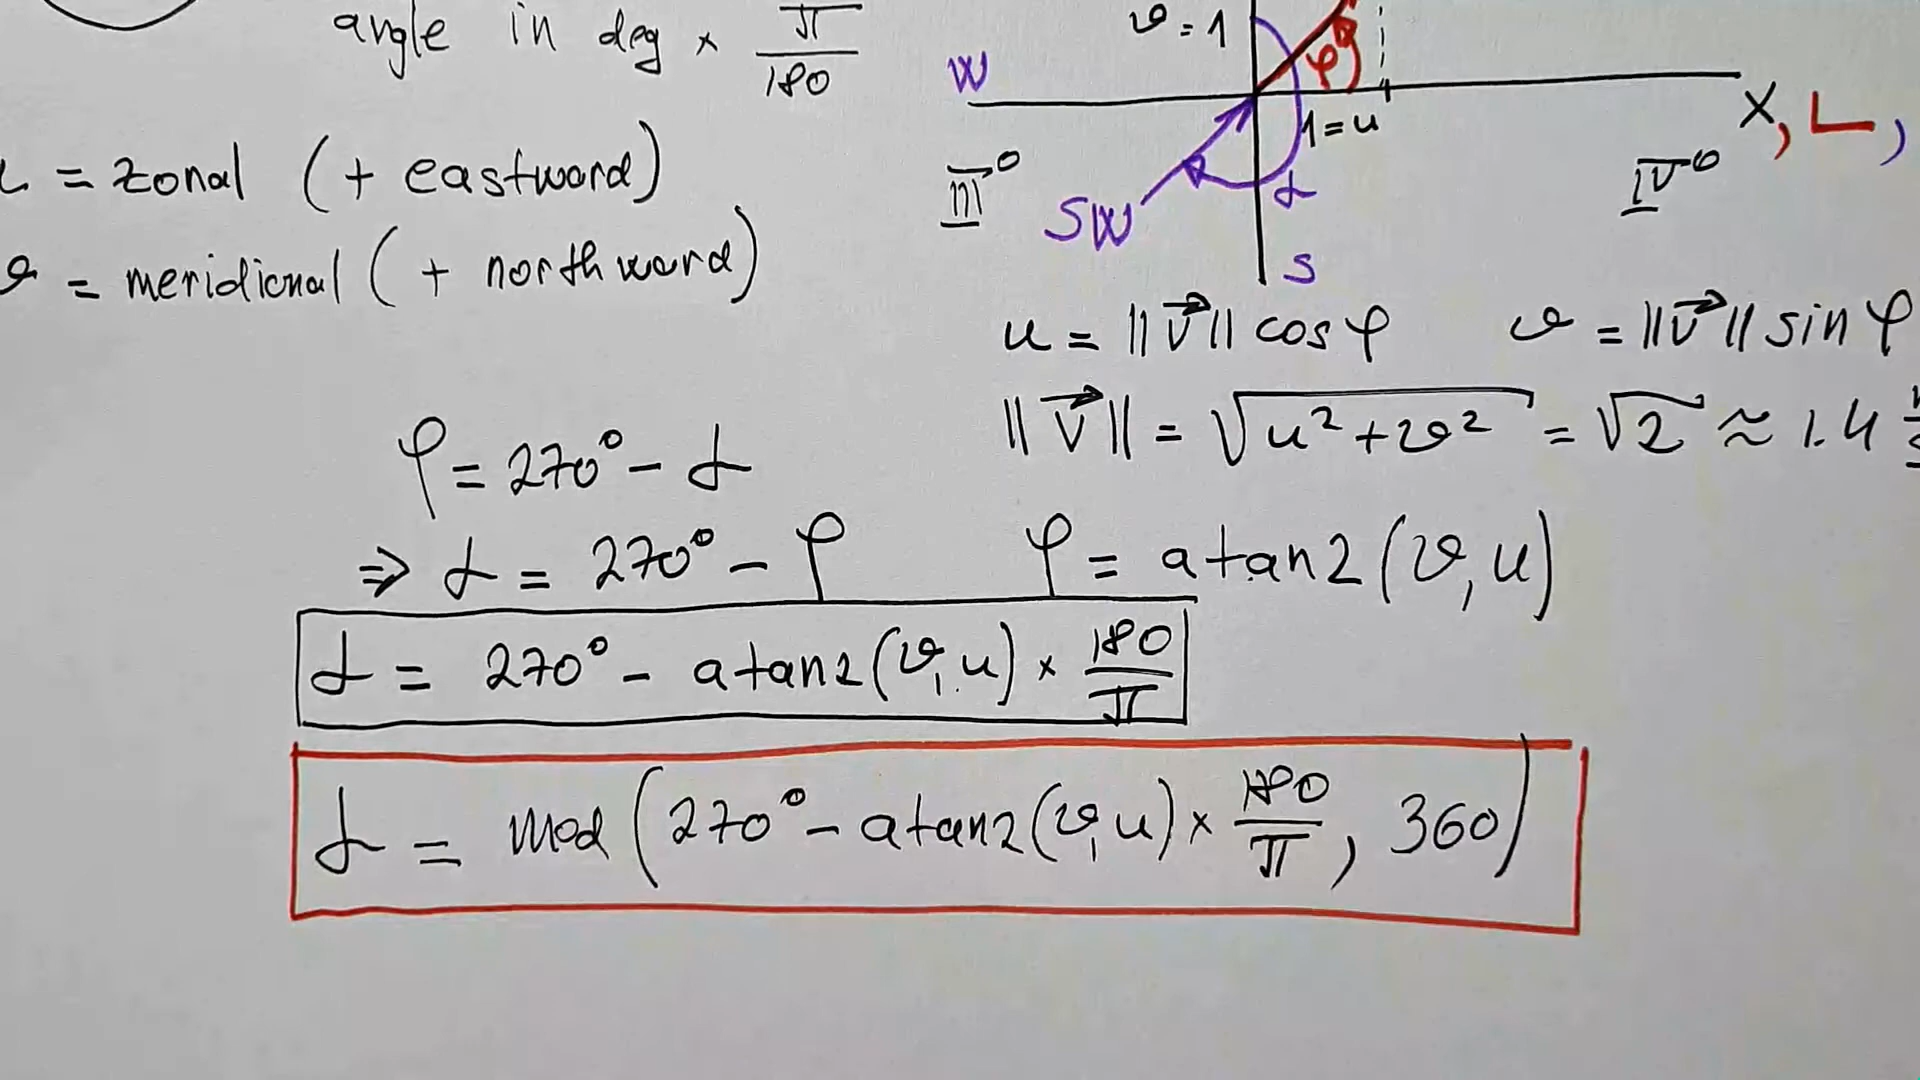 angle in deg × π/180
u = zonal (+ eastward)
v = meridional (+ northward)
v = 1
φ
W
1 = u
X, L,
III°
IV°
SW
α
S
u = ||V⃗|| cos φ v = ||V⃗|| sin φ
||V⃗|| = √(u² + v²) = √2 ≈ 1.4
φ = 270° − α
⇒ α = 270° − φ φ = atan2(v, u)
α = 270° − atan2(v, u) × 180/π
α = mod(270° − atan2(v, u) × 180/π, 360)